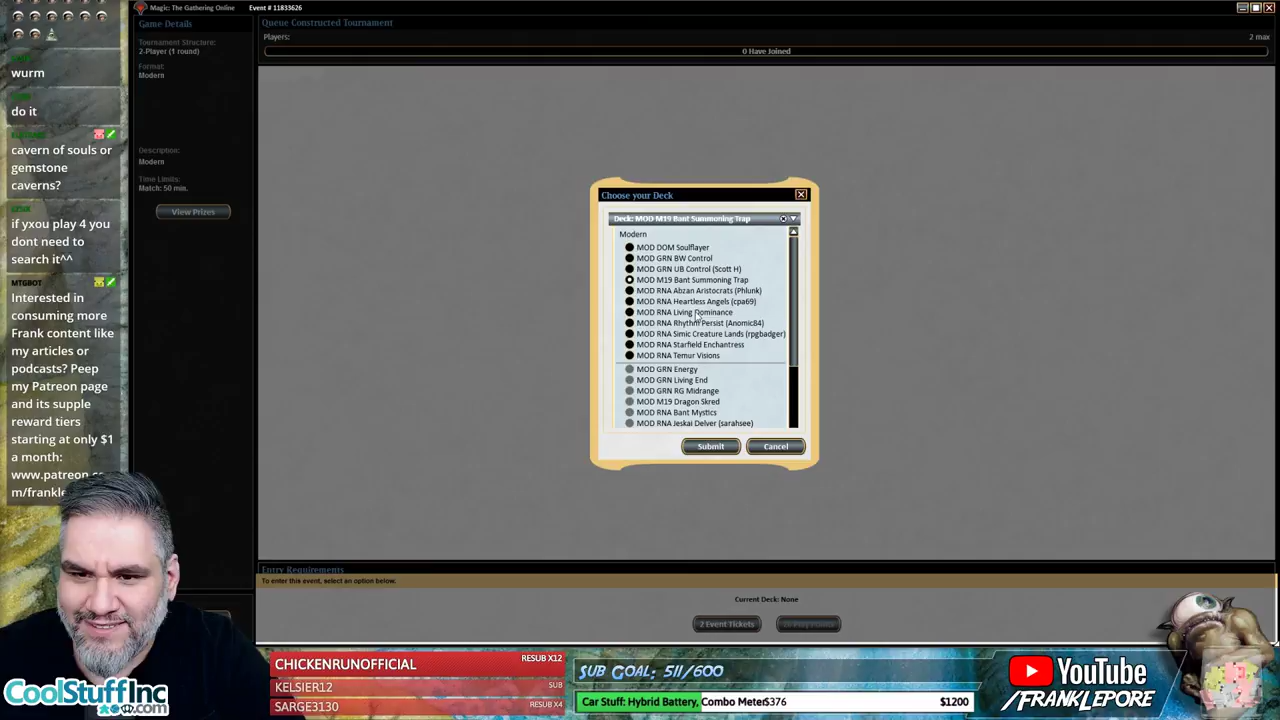 wurm
do it
cavern of souls or
gemstone
caverns?
if yxou play 4 you
dont need to
search it^^
MTGBOT
Interested in
consuming more
Frank content like
my articles or
podcasts? Peep
my Patreon page
and its supple
reward tiers
starting at only $1
a month:
www.patreon.co
m/frankle
CoolStuffInc
.com
Magic: The Gathering Online
Event # 11833626
Game Details
Tournament Structure:
2-Player (1 round)
Format:
Modern
Description:
Modern
Time Limits:
Match: 50 min.
View Prizes
Queue Constructed Tournament
Players:
2 max
0 Have Joined
Choose your Deck
Deck: MOD M19 Bant Summoning Trap
Modern
MOD DOM Soulflayer
MOD GRN BW Control
MOD GRN UB Control (Scott H)
MOD M19 Bant Summoning Trap
MOD RNA Abzan Aristocrats (Phlunk)
MOD RNA Heartless Angels (cpa69)
MOD RNA Living Dominance
MOD RNA Rhythm Persist (Anomic84)
MOD RNA Simic Creature Lands (rpgbadger)
MOD RNA Starfield Enchantress
MOD RNA Temur Visions
MOD GRN Energy
MOD GRN Living End
MOD GRN RG Midrange
MOD M19 Dragon Skred
MOD RNA Bant Mystics
MOD RNA Jeskai Delver (sarahsee)
Submit
Cancel
Entry Requirements
To enter this event, select an option below.
Current Deck: None
2 Event Tickets
Play Points
CHICKENRUNOFFICIAL
RESUB X12
KELSIER12
SUB
SARGE3130
RESUB X4
SUB GOAL: 511/600
Car Stuff: Hybrid Battery, Combo Meter
$376
$1200
YouTube
/FRANKLEPORE